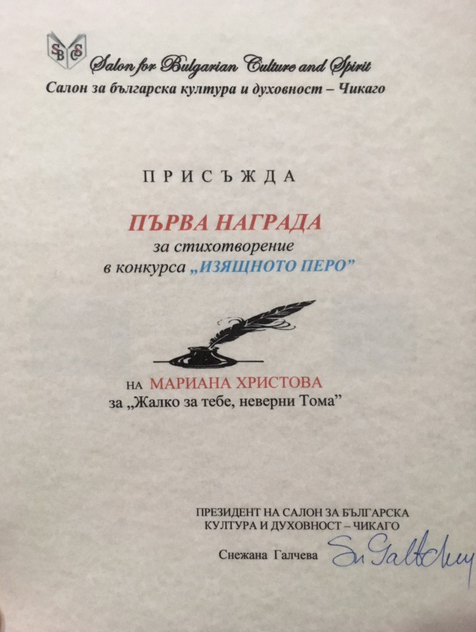 SBCS
Salon for Bulgarian Culture and Spirit
Салон за българска култура и духовност – Чикаго
ПРИСЪЖДА
ПЪРВА НАГРАДА
за стихотворение
в конкурса „ИЗЯЩНОТО ПЕРО”
НА МАРИАНА ХРИСТОВА
за „Жалко за тебе, неверни Тома”
ПРЕЗИДЕНТ НА САЛОН ЗА БЪЛГАРСКА
КУЛТУРА И ДУХОВНОСТ – ЧИКАГО
Снежана Галчева